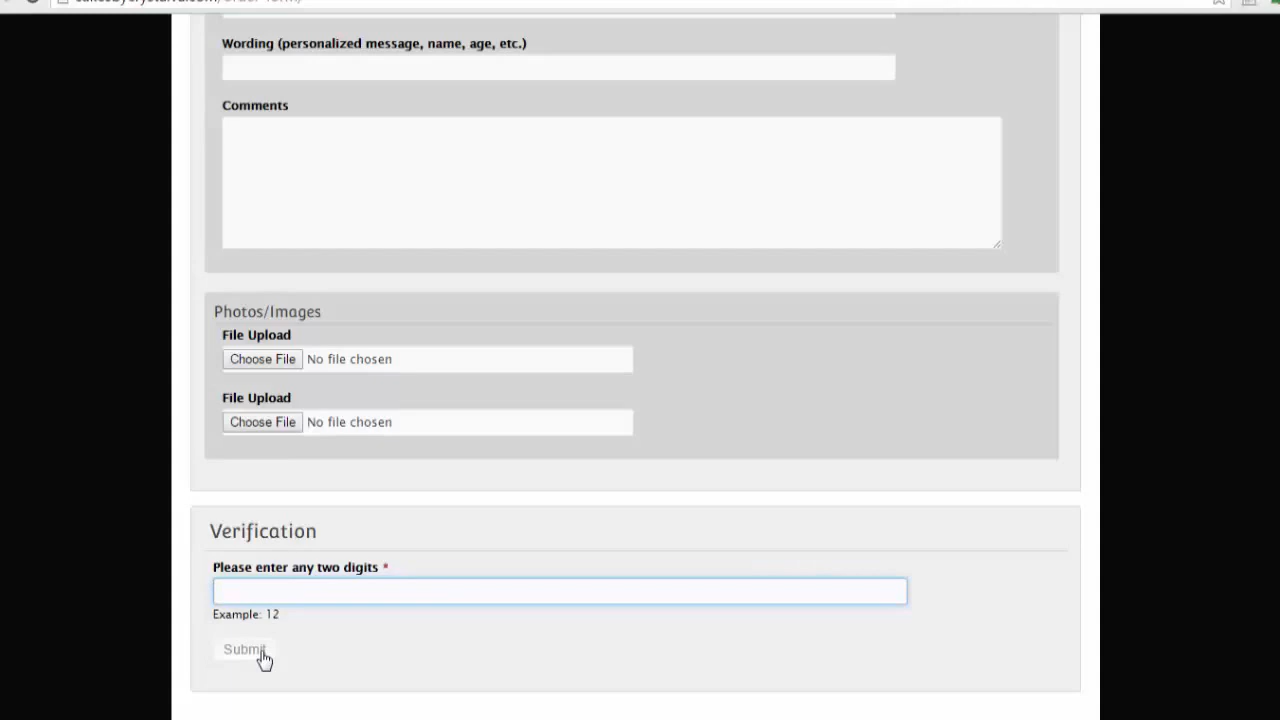 Wording (personalized message, name, age, etc.)
Comments
Photos/Images
File Upload
Choose File No file chosen
File Upload
Choose File No file chosen
Verification
Please enter any two digits *
Example: 12
Submit